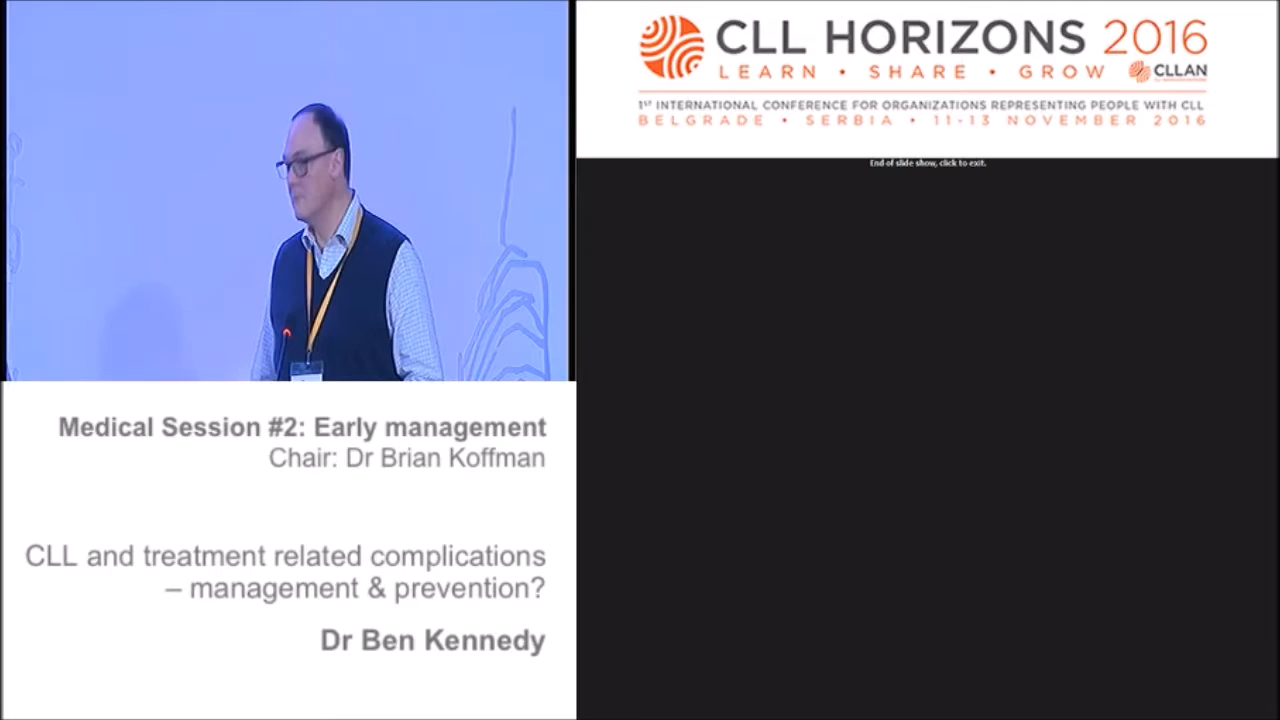 CLL HORIZONS 2016
LEARN • SHARE • GROW
CLLAN
1ST INTERNATIONAL CONFERENCE FOR ORGANIZATIONS REPRESENTING PEOPLE WITH CLL
BELGRADE • SERBIA • 11-13 NOVEMBER 2016
End of slide show, click to exit.
Medical Session #2: Early management
Chair: Dr Brian Koffman
CLL and treatment related complications
– management & prevention?
Dr Ben Kennedy